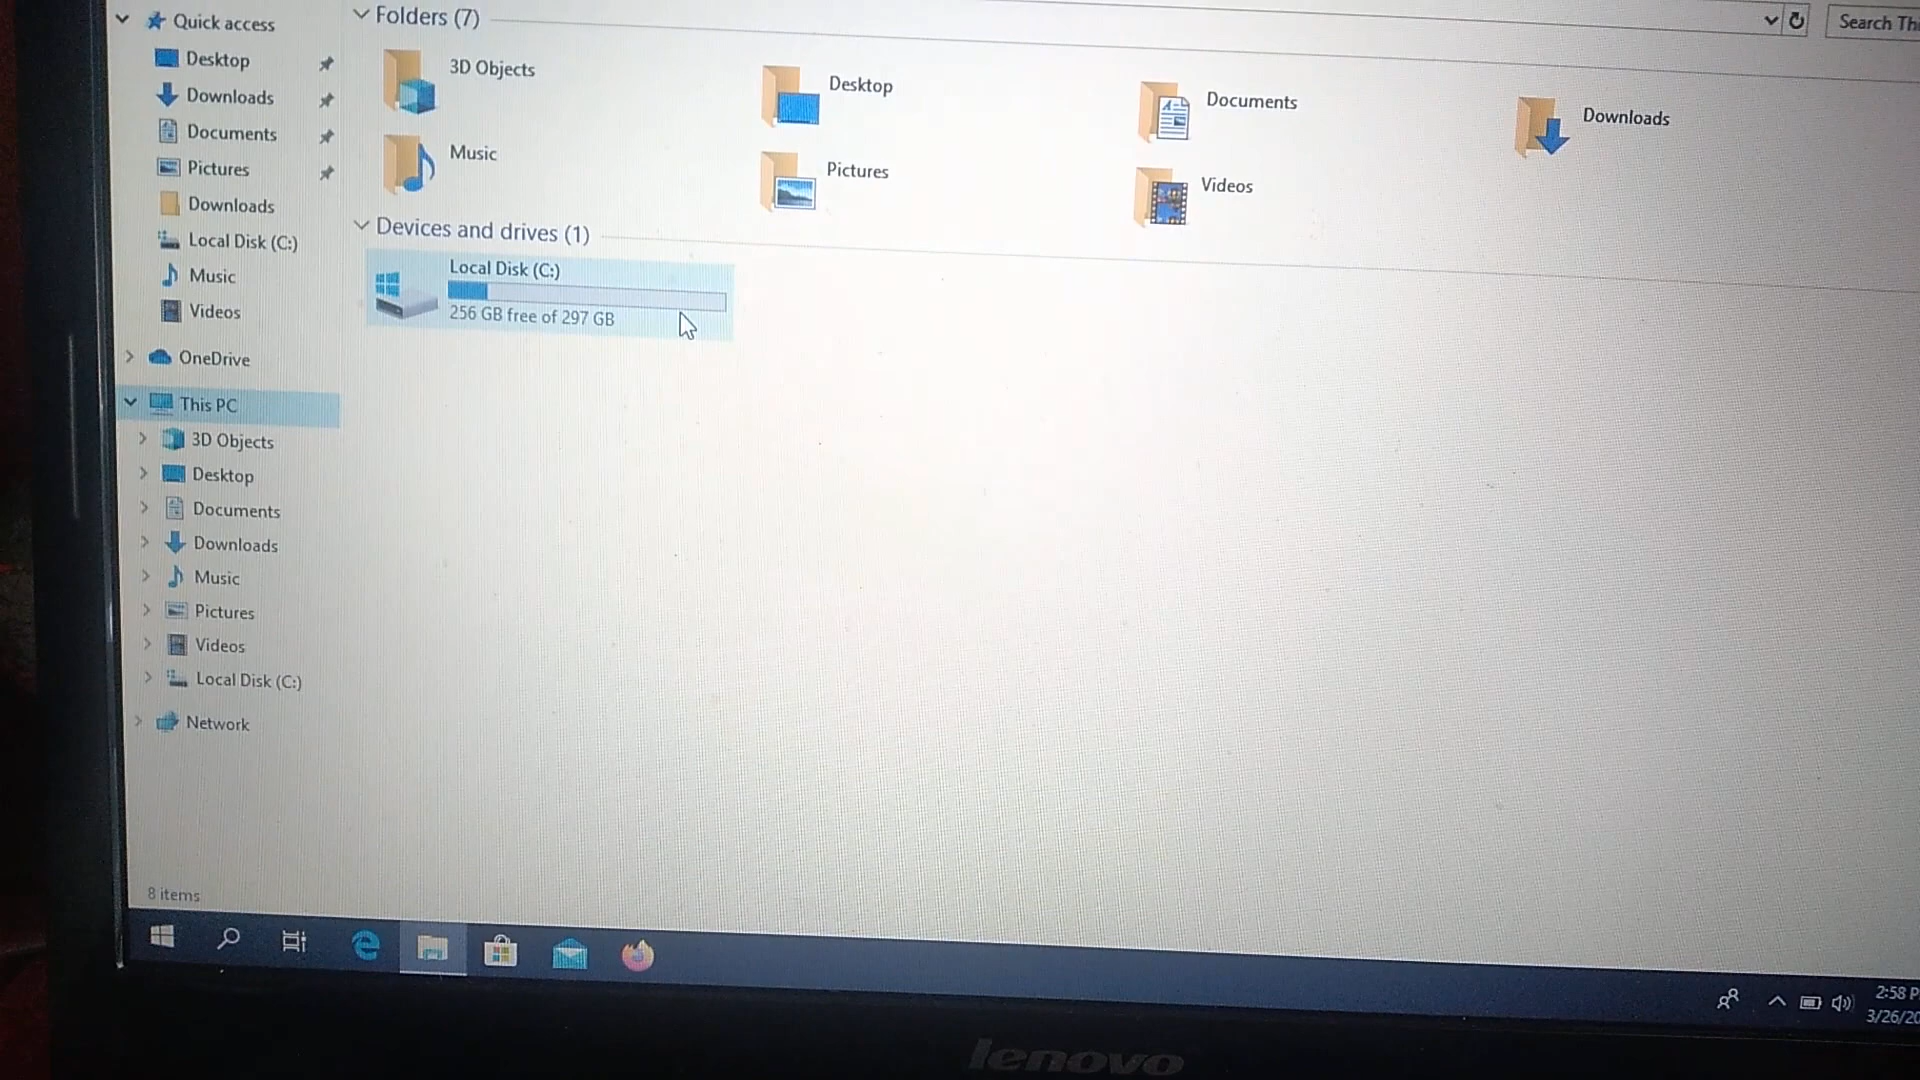 Quick access
Desktop
Downloads
Documents
Pictures
Downloads
Local Disk (C:)
Music
Videos
OneDrive
This PC
3D Objects
Desktop
Documents
Downloads
Music
Pictures
Videos
Local Disk (C:)
Network
8 items
Search Th
Folders (7)
3D Objects
Desktop
Documents
Downloads
Music
Pictures
Videos
Devices and drives (1)
Local Disk (C:)
256 GB free of 297 GB
2:58 P
3/26/20
lenovo